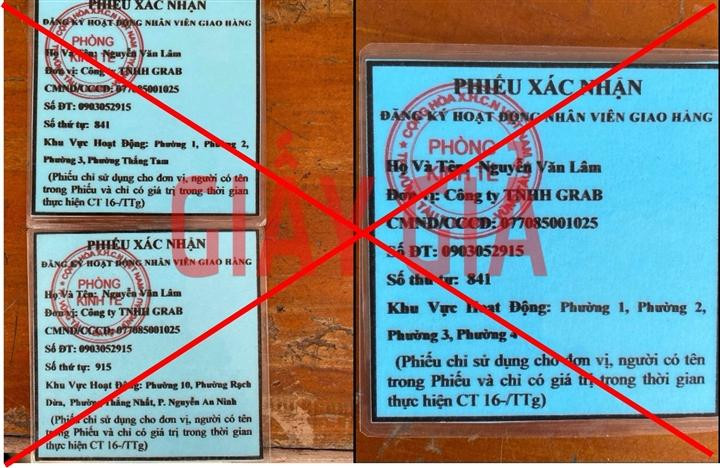 PHIẾU XÁC NHẬN
ĐĂNG KÝ HOẠT ĐỘNG NHÂN VIÊN GIAO HÀNG
Họ Và Tên: Nguyễn Văn Lâm
Đơn vị: Công ty TNHH GRAB
CMND/CCCD: 077085001025
Số ĐT: 0903052915
Số thứ tự: 841
Khu Vực Hoạt Động: Phường 1, Phường 2,
Phường 3, Phường Thắng Tam
(Phiếu chỉ sử dụng cho đơn vị, người có tên
trong Phiếu và chỉ có giá trị trong thời gian
thực hiện CT 16-/TTg)
PHÒNG
KINH TẾ
PHIẾU XÁC NHẬN
ĐĂNG KÝ HOẠT ĐỘNG NHÂN VIÊN GIAO HÀNG
Họ Và Tên: Nguyễn Văn Lâm
Đơn vị: Công ty TNHH GRAB
CMND/CCCD: 077085001025
Số ĐT: 0903052915
Số thứ tự: 915
Khu Vực Hoạt Động: Phường 10, Phường Rạch
Dừa, Phường Thắng Nhất, P. Nguyễn An Ninh
(Phiếu chỉ sử dụng cho đơn vị, người có tên
trong Phiếu và chỉ có giá trị trong thời gian
thực hiện CT 16-/TTg)
PHÒNG
KINH TẾ
PHIẾU XÁC NHẬN
ĐĂNG KÝ HOẠT ĐỘNG NHÂN VIÊN GIAO HÀNG
Họ Và Tên: Nguyễn Văn Lâm
Đơn vị: Công ty TNHH GRAB
CMND/CCCD: 077085001025
Số ĐT: 0903052915
Số thứ tự: 841
Khu Vực Hoạt Động: Phường 1, Phường 2,
Phường 3, Phường 4
(Phiếu chỉ sử dụng cho đơn vị, người có tên
trong Phiếu và chỉ có giá trị trong thời gian
thực hiện CT 16-/TTg)
PHÒNG
KINH TẾ
GIẤY GIẢ